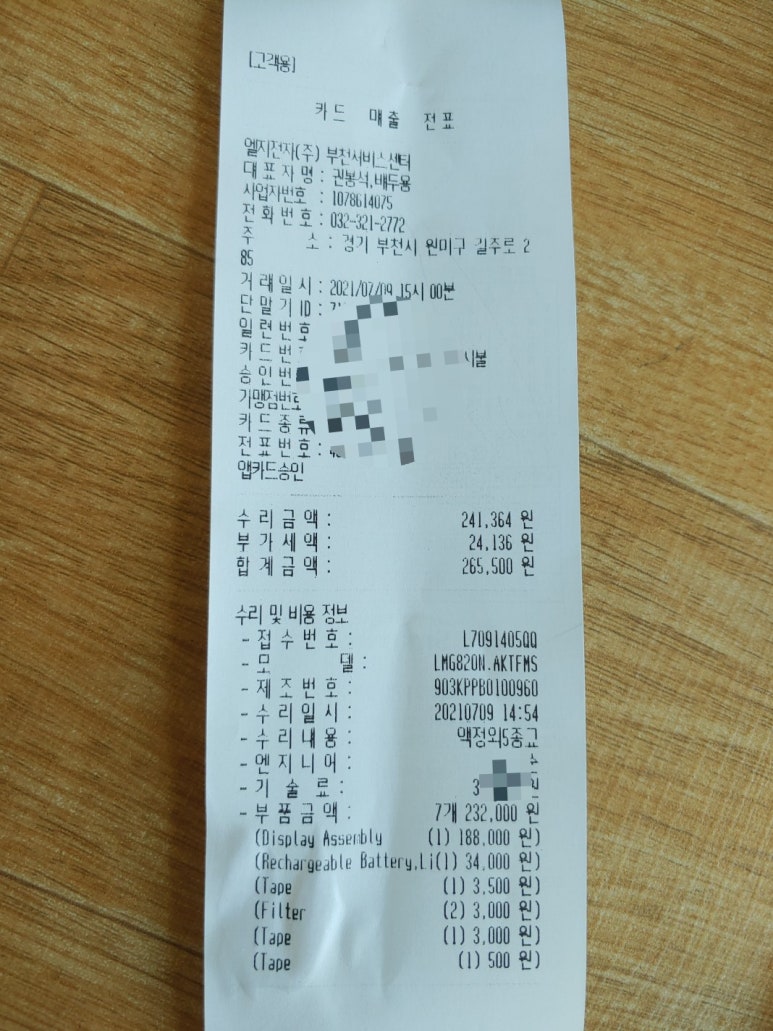 [고객용]
카드 매출 전표
엘지전자(주) 부천서비스센터
대 표 자 명 : 권봉석,배두용
사업자번호 : 1078614075
전 화 번 호 : 032-321-2772
주 소 : 경기 부천시 원미구 길주로 2
85
거 래 일 시 : 2021/07/09 15시 00분
단 말 기 ID :
일 련 번 호
카 드 번 시불
승 인 번
가맹점번호
카 드 종 류
전 표 번 호 :
앱카드승인
수 리 금 액 : 241,364 원
부 가 세 액 : 24,136 원
합 계 금 액 : 265,500 원
수리 및 비용 정보
- 접 수 번 호 : L7091405QQ
- 모 델 : LMG820N.AKTFMS
- 제 조 번 호 : 903KPPB0100960
- 수 리 일 시 : 20210709 14:54
- 수 리 내 용 : 액정외5종교
- 엔 지 니 어 :
- 기 술 료 : 3 원
- 부 품 금 액 : 7개 232,000 원
(Display Assembly (1) 188,000 원)
(Rechargeable Battery,Li(1) 34,000 원)
(Tape (1) 3,500 원)
(Filter (2) 3,000 원)
(Tape (1) 3,000 원)
(Tape (1) 500 원)